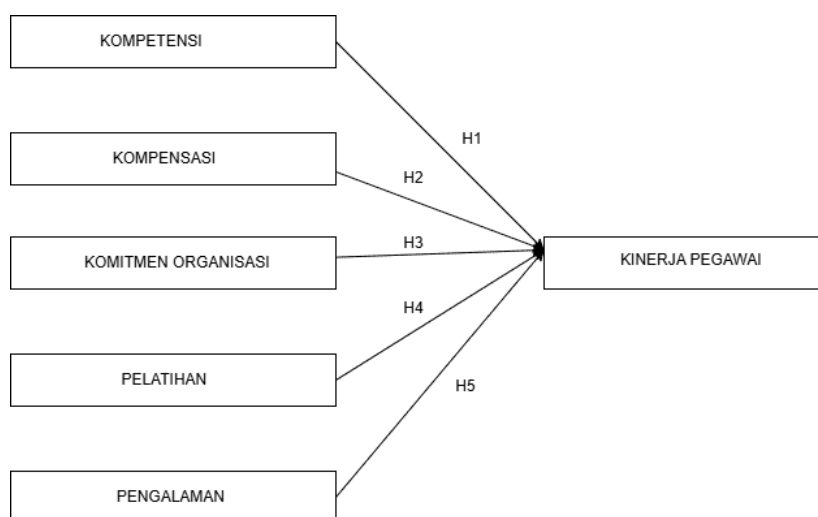 KOMPETENSI
H1
KOMPENSASI
H2
H3
KOMITMEN ORGANISASI
KINERJA PEGAWAI
H4
PELATIHAN
H5
PENGALAMAN